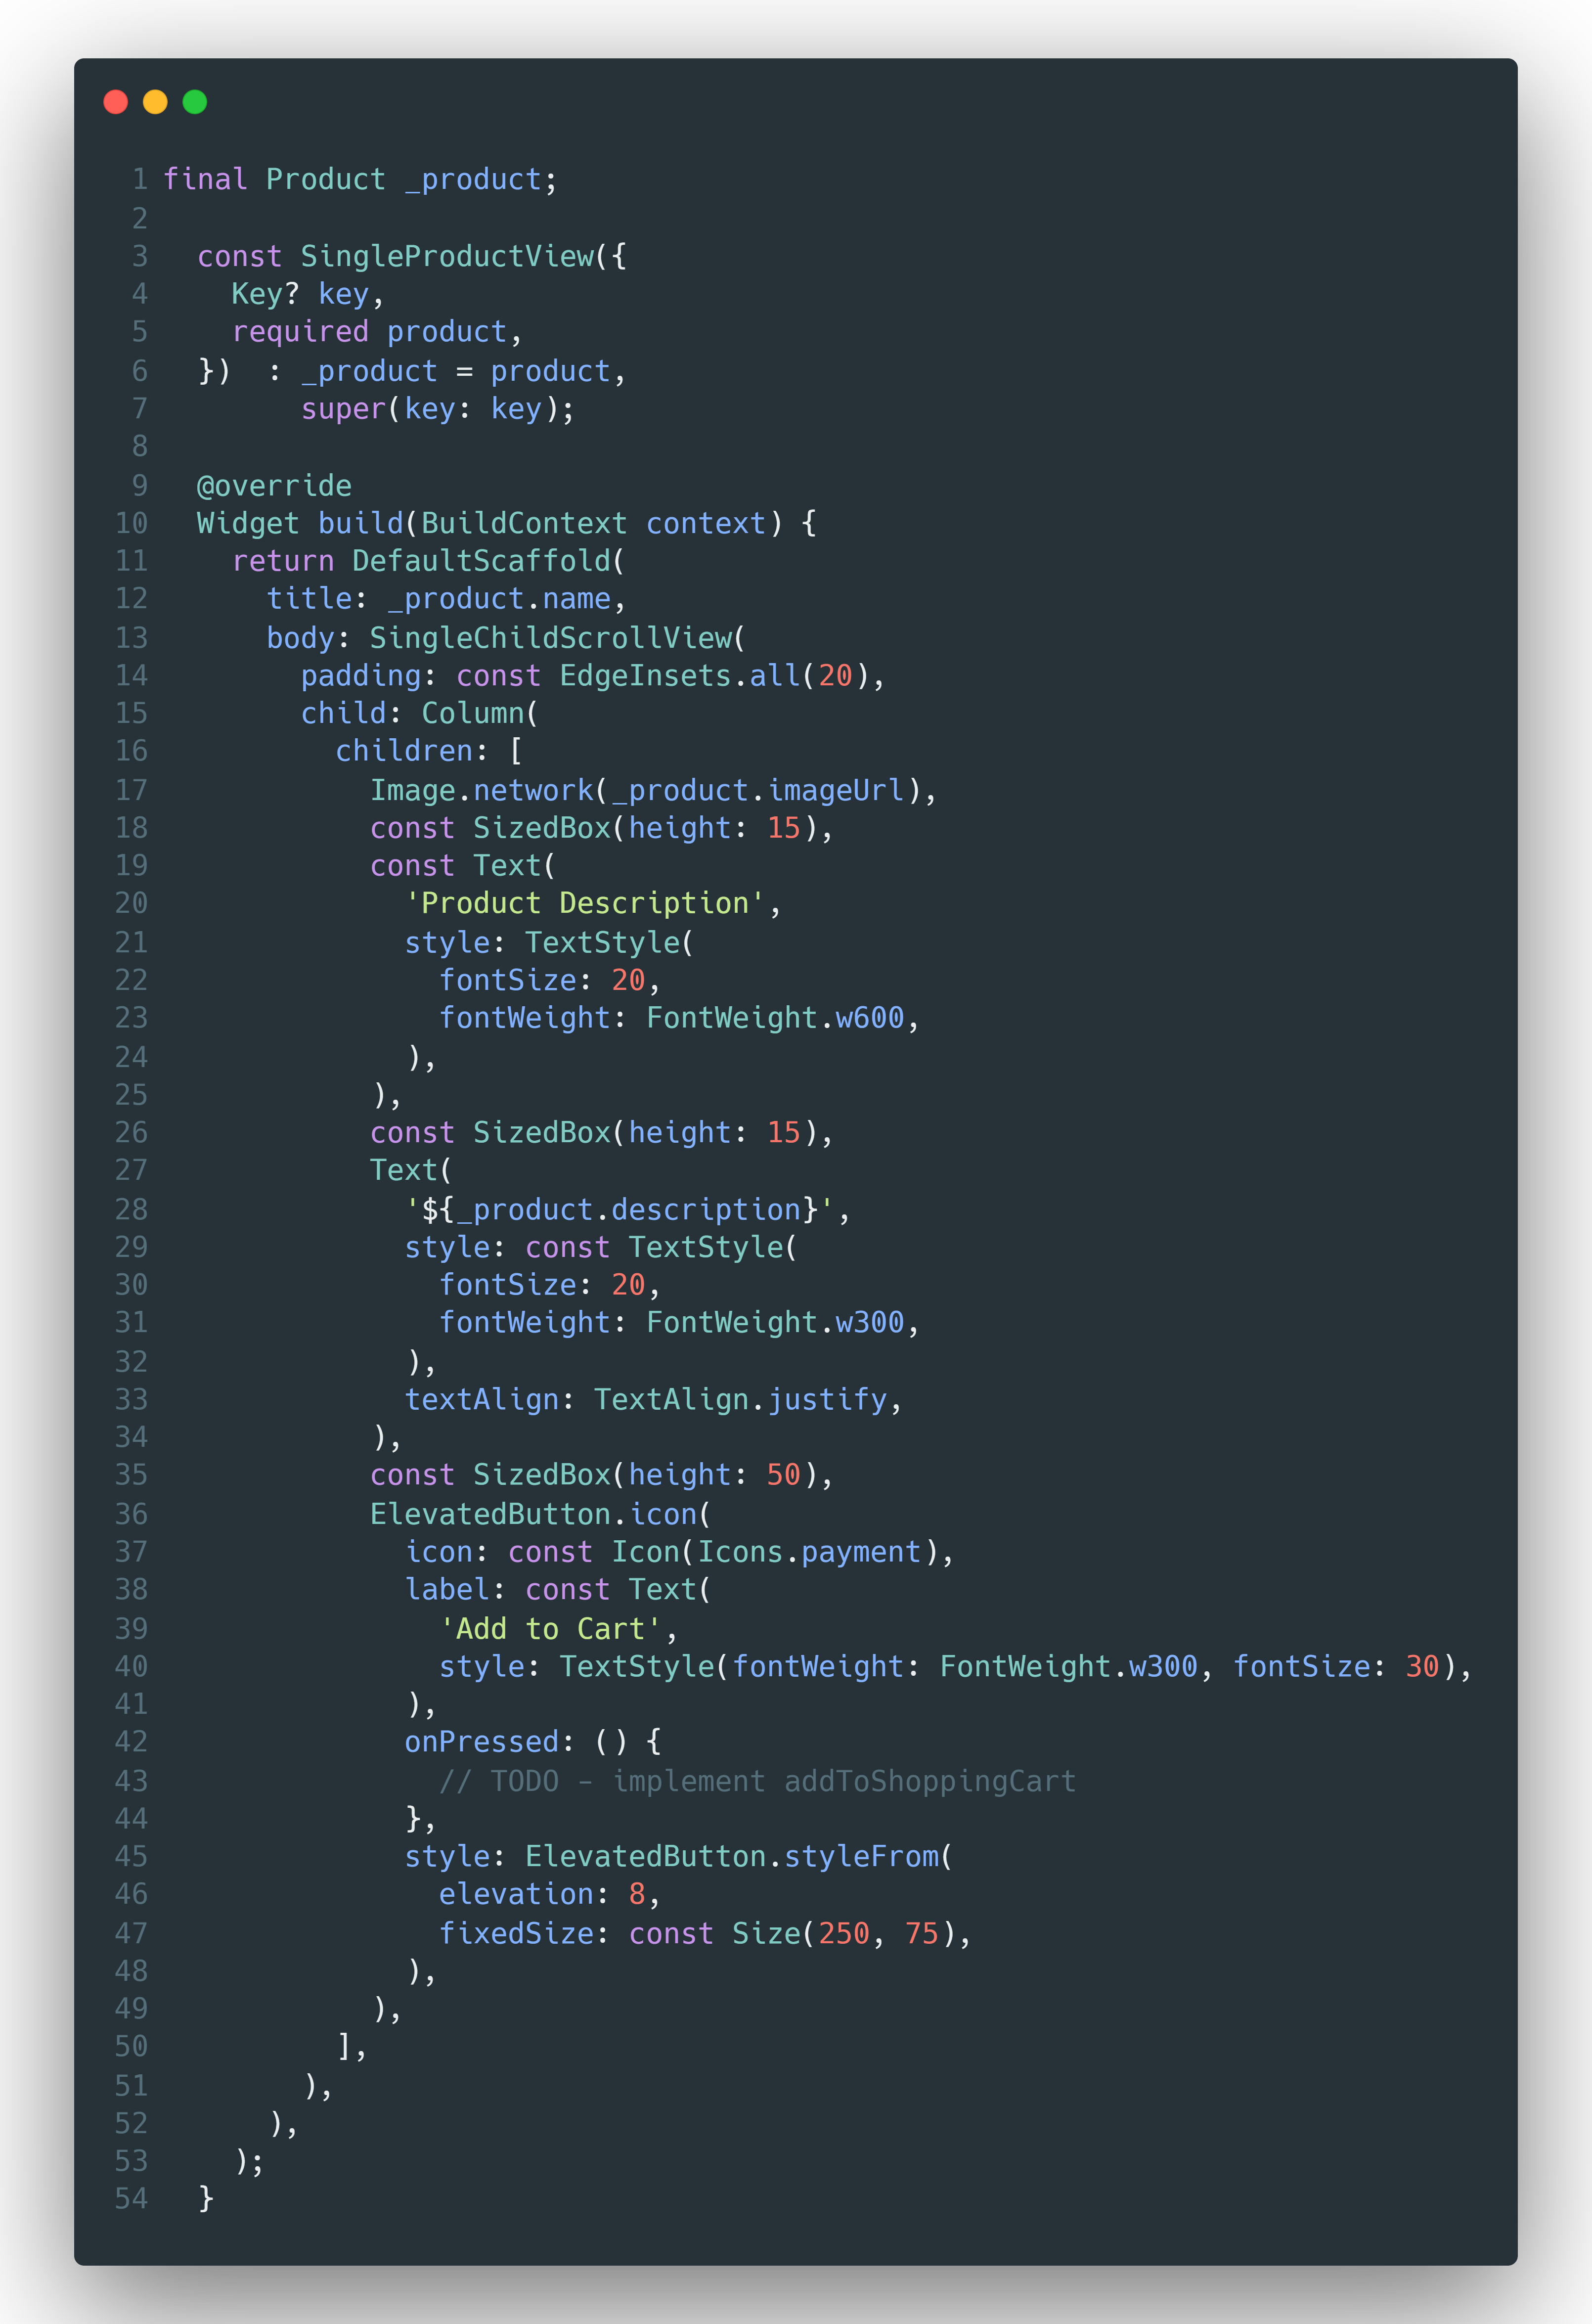 1 final Product _product;
2
3   const SingleProductView({
4     Key? key,
5     required product,
6   })  : _product = product,
7         super(key: key);
8
9   @override
10   Widget build(BuildContext context) {
11     return DefaultScaffold(
12       title: _product.name,
13       body: SingleChildScrollView(
14         padding: const EdgeInsets.all(20),
15         child: Column(
16           children: [
17             Image.network(_product.imageUrl),
18             const SizedBox(height: 15),
19             const Text(
20               'Product Description',
21               style: TextStyle(
22                 fontSize: 20,
23                 fontWeight: FontWeight.w600,
24               ),
25             ),
26             const SizedBox(height: 15),
27             Text(
28               '${_product.description}',
29               style: const TextStyle(
30                 fontSize: 20,
31                 fontWeight: FontWeight.w300,
32               ),
33               textAlign: TextAlign.justify,
34             ),
35             const SizedBox(height: 50),
36             ElevatedButton.icon(
37               icon: const Icon(Icons.payment),
38               label: const Text(
39                 'Add to Cart',
40                 style: TextStyle(fontWeight: FontWeight.w300, fontSize: 30),
41               ),
42               onPressed: () {
43                 // TODO - implement addToShoppingCart
44               },
45               style: ElevatedButton.styleFrom(
46                 elevation: 8,
47                 fixedSize: const Size(250, 75),
48               ),
49             ),
50           ],
51         ),
52       ),
53     );
54   }